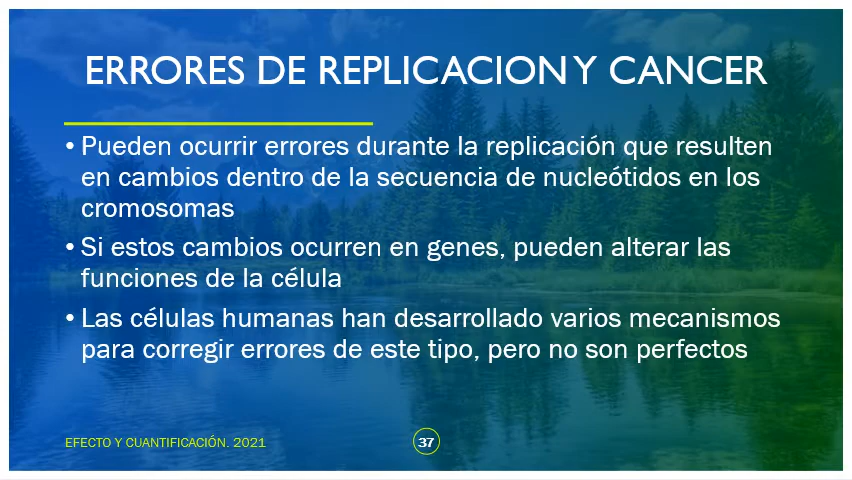 ERRORES DE REPLICACION Y CANCER
• Pueden ocurrir errores durante la replicación que resulten
en cambios dentro de la secuencia de nucleótidos en los
cromosomas
• Si estos cambios ocurren en genes, pueden alterar las
funciones de la célula
• Las células humanas han desarrollado varios mecanismos
para corregir errores de este tipo, pero no son perfectos
EFECTO Y CUANTIFICACIÓN. 2021
37